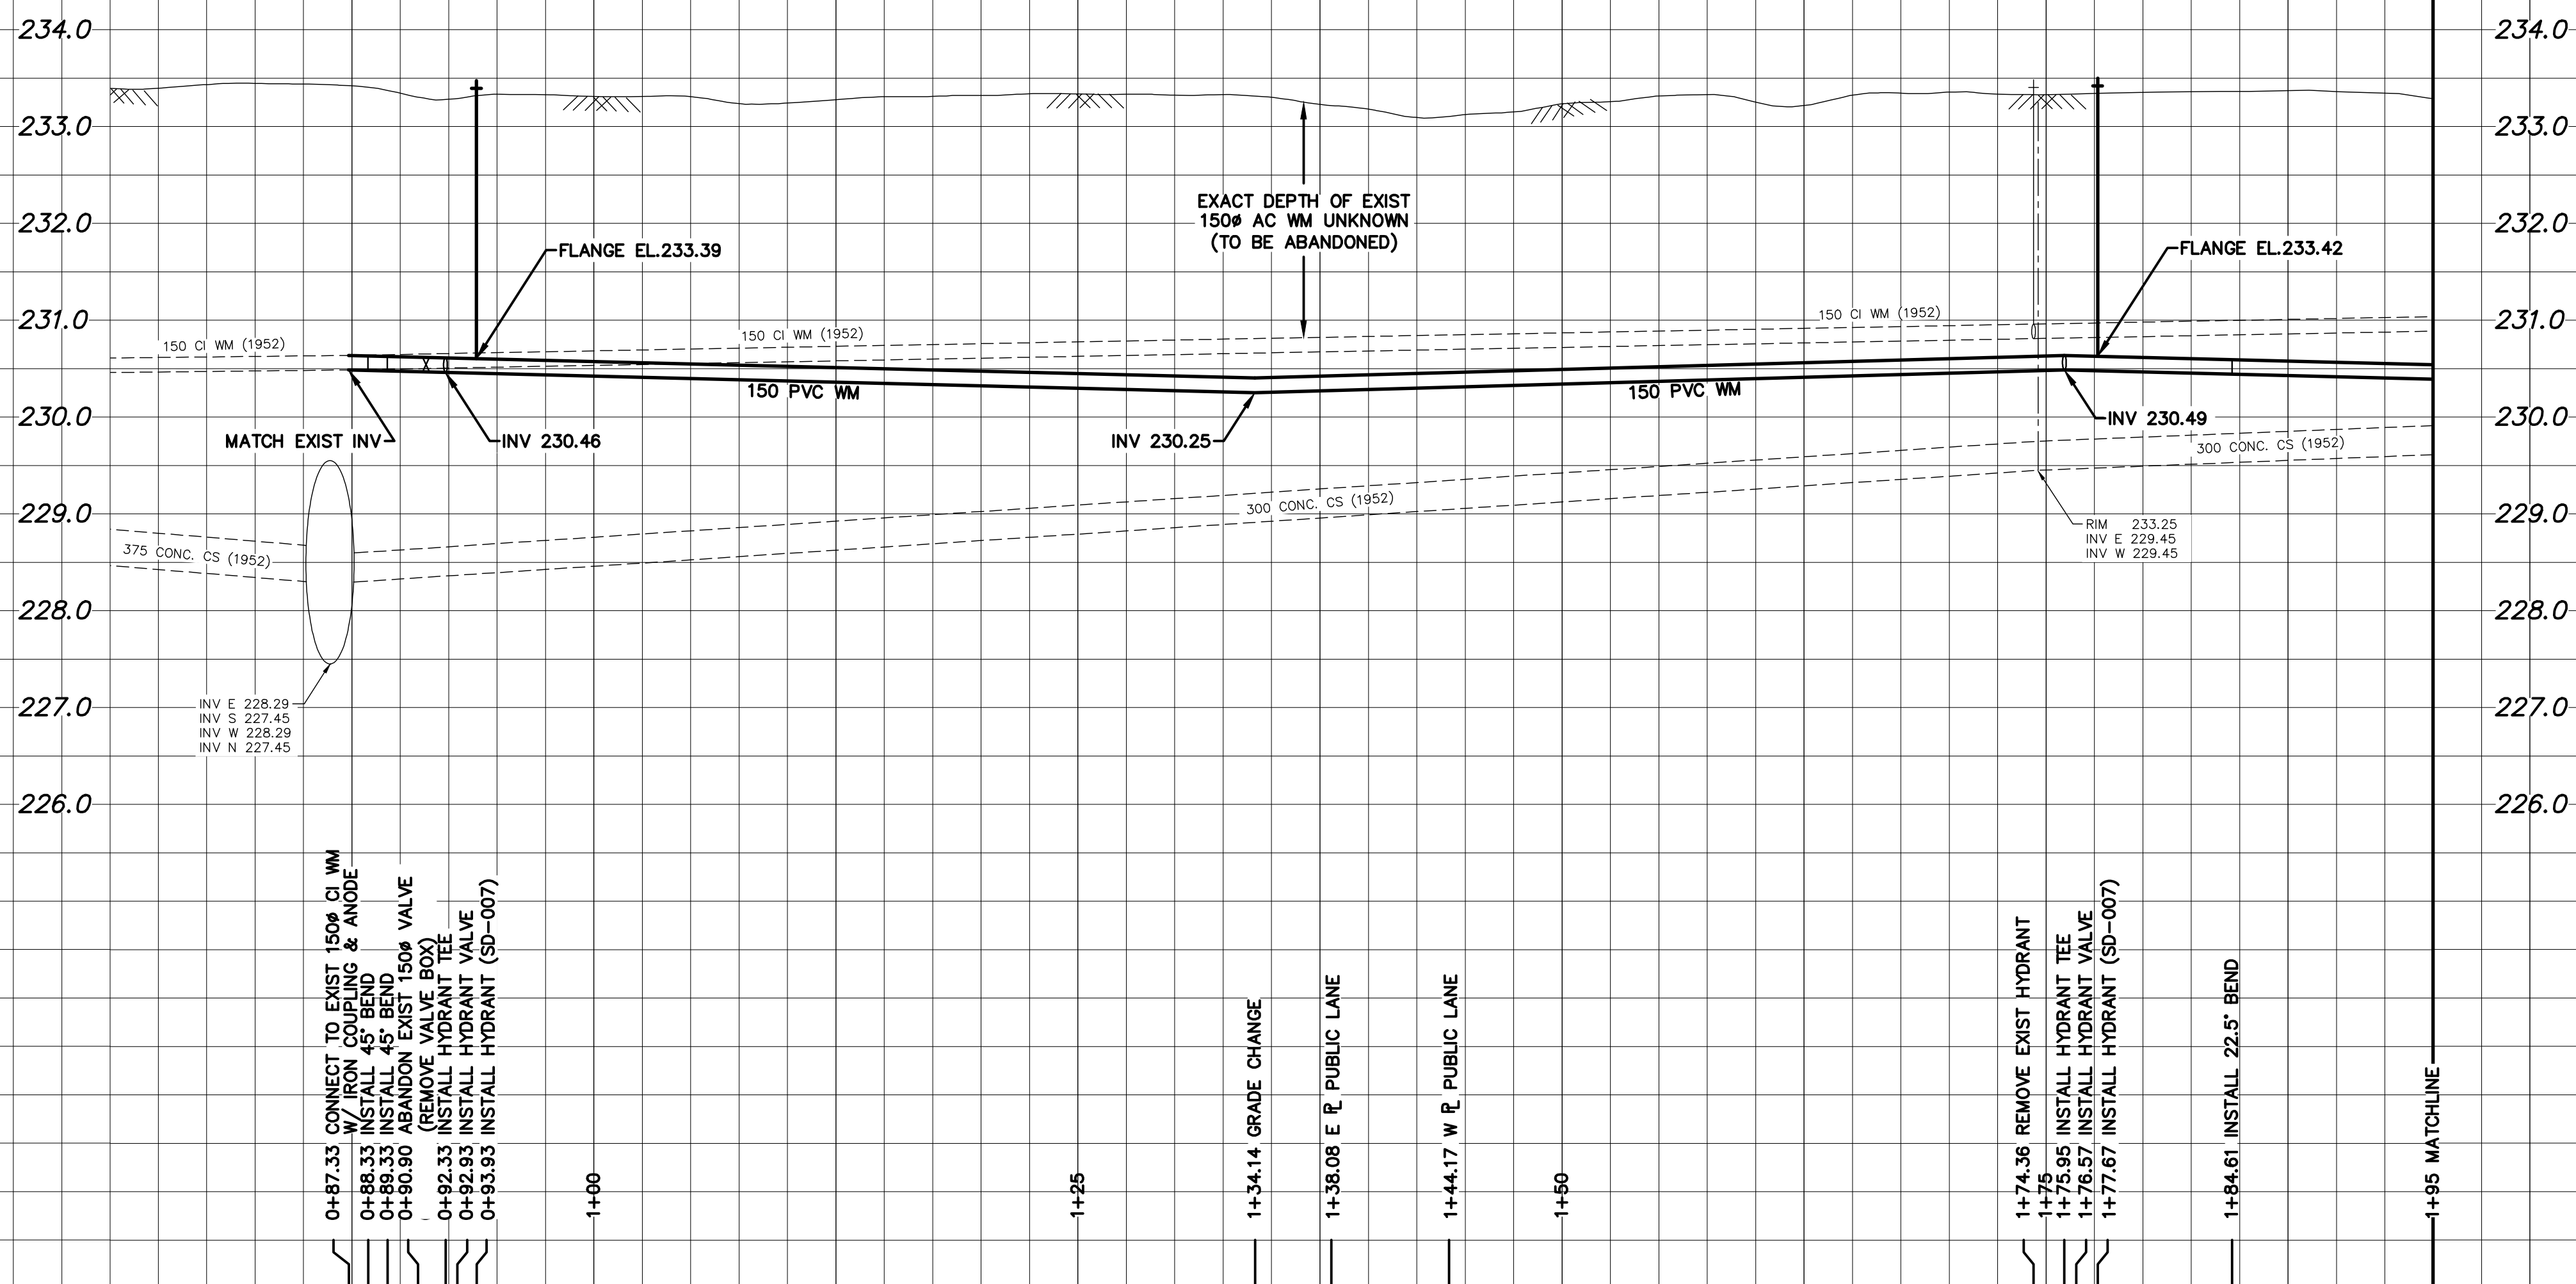 234.0
234.0
233.0
233.0
232.0
232.0
231.0
231.0
230.0
230.0
229.0
229.0
228.0
228.0
227.0
227.0
226.0
226.0
FLANGE EL.233.39
EXACT DEPTH OF EXIST
150ø AC WM UNKNOWN
(TO BE ABANDONED)
FLANGE EL.233.42
150 CI WM (1952)
150 CI WM (1952)
150 CI WM (1952)
150 PVC WM
150 PVC WM
MATCH EXIST INV
INV 230.46
INV 230.25
INV 230.49
375 CONC. CS (1952)
300 CONC. CS (1952)
300 CONC. CS (1952)
RIM 233.25
INV E 229.45
INV W 229.45
INV E 228.29
INV S 227.45
INV W 228.29
INV N 227.45
0+87.33 CONNECT TO EXIST 150ø CI WM
W/ IRON COUPLING & ANODE
0+88.33 INSTALL 45° BEND
0+89.33 INSTALL 45° BEND
0+90.90 ABANDON EXIST 150ø VALVE
(REMOVE VALVE BOX)
0+92.33 INSTALL HYDRANT TEE
0+92.93 INSTALL HYDRANT VALVE
0+93.93 INSTALL HYDRANT (SD-007)
1+00
1+25
1+34.14 GRADE CHANGE
1+38.08 E ℙL PUBLIC LANE
1+44.17 W ℙL PUBLIC LANE
1+50
1+74.36 REMOVE EXIST HYDRANT
1+75
1+75.95 INSTALL HYDRANT TEE
1+76.57 INSTALL HYDRANT VALVE
1+77.67 INSTALL HYDRANT (SD-007)
1+84.61 INSTALL 22.5° BEND
1+95 MATCHLINE